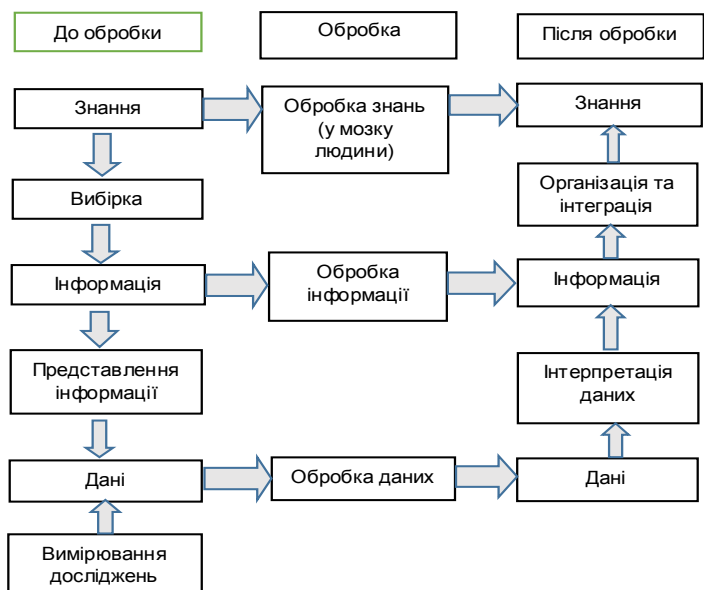 До обробки
Обробка
Після обробки
Знання
Обробка знань
(у мозку
людини)
Знання
Вибірка
Організація та
інтеграція
Інформація
Обробка
інформації
Інформація
Представлення
інформації
Інтерпретація
даних
Дані
Обробка даних
Дані
Вимірювання
досліджень